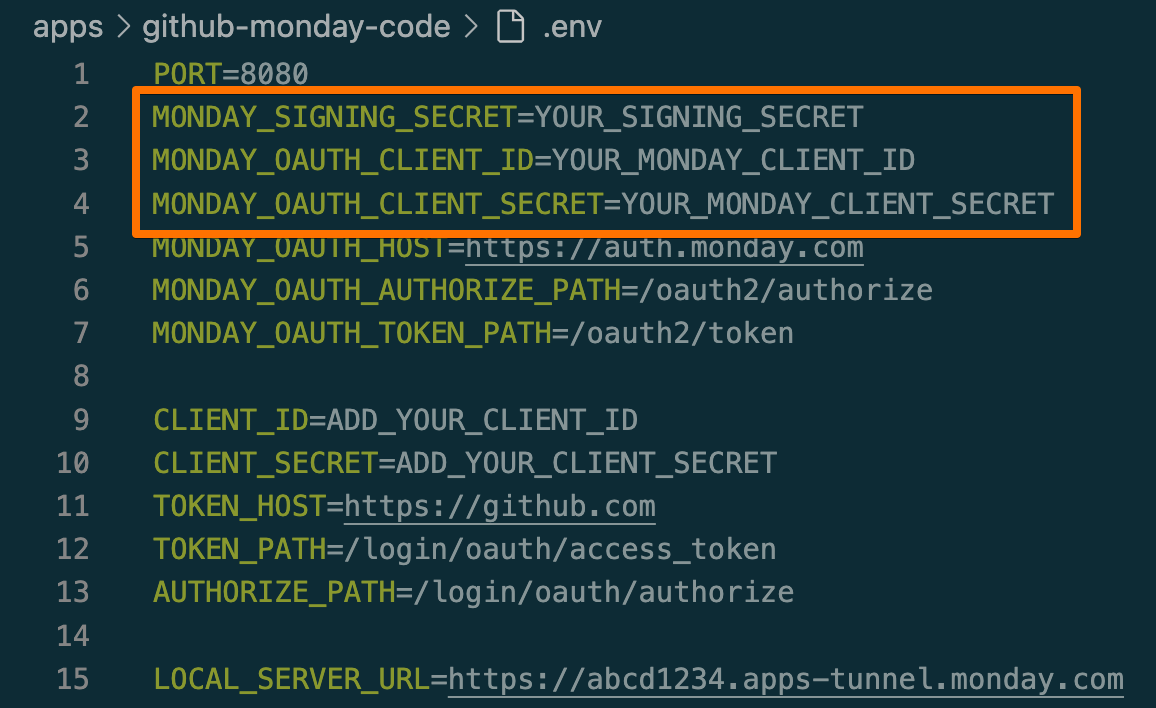 apps > github-monday-code > .env
1 PORT=8080
2 MONDAY_SIGNING_SECRET=YOUR_SIGNING_SECRET
3 MONDAY_OAUTH_CLIENT_ID=YOUR_MONDAY_CLIENT_ID
4 MONDAY_OAUTH_CLIENT_SECRET=YOUR_MONDAY_CLIENT_SECRET
5 MONDAY_OAUTH_HOST=https://auth.monday.com
6 MONDAY_OAUTH_AUTHORIZE_PATH=/oauth2/authorize
7 MONDAY_OAUTH_TOKEN_PATH=/oauth2/token
8
9 CLIENT_ID=ADD_YOUR_CLIENT_ID
10 CLIENT_SECRET=ADD_YOUR_CLIENT_SECRET
11 TOKEN_HOST=https://github.com
12 TOKEN_PATH=/login/oauth/access_token
13 AUTHORIZE_PATH=/login/oauth/authorize
14
15 LOCAL_SERVER_URL=https://abcd1234.apps-tunnel.monday.com